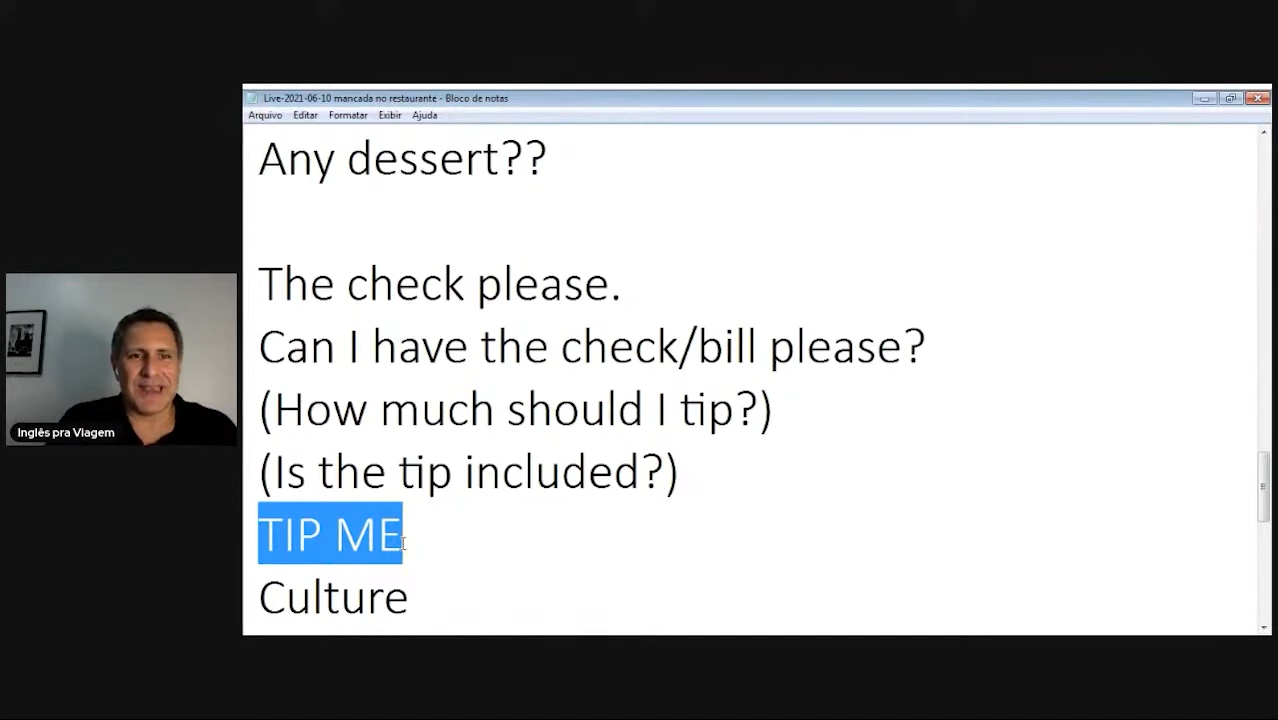 Live-2021-06-10 mancada no restaurante - Bloco de notas
Arquivo Editar Formatar Exibir Ajuda
Any dessert??
The check please.
Can I have the check/bill please?
(How much should I tip?)
(Is the tip included?)
TIP ME
Culture
Inglês pra Viagem